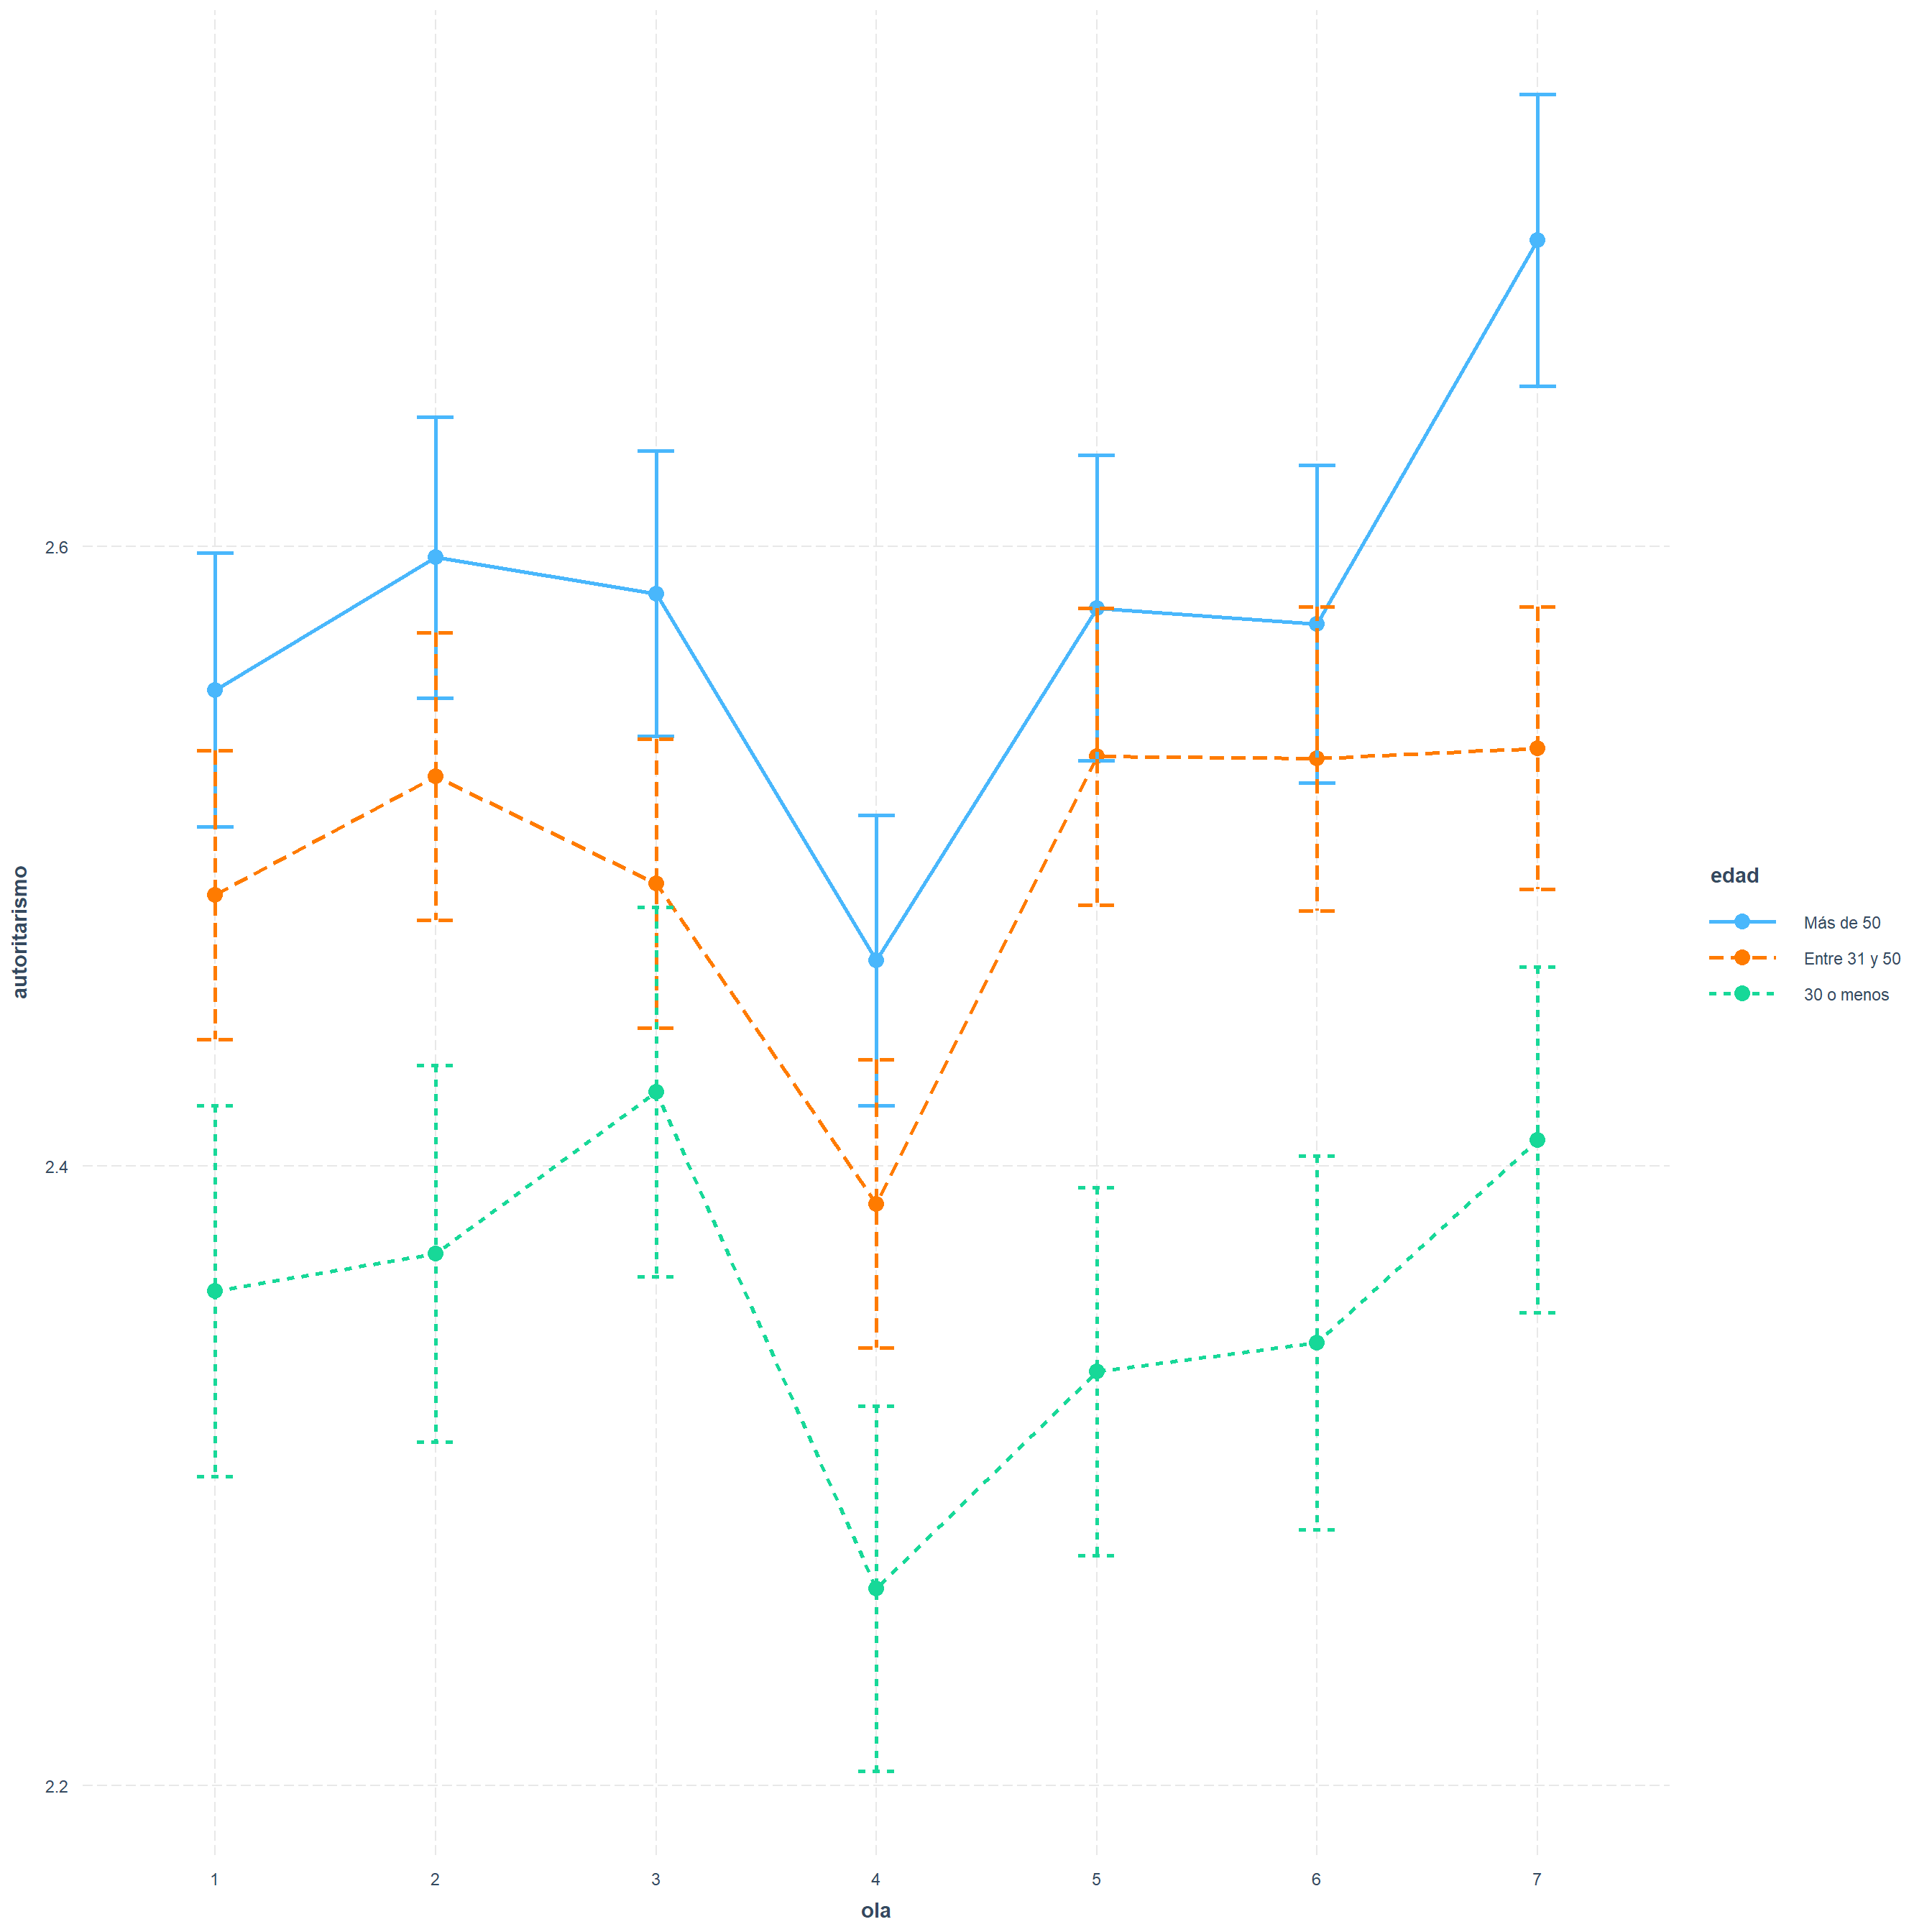 autoritarismo
2.6
2.4
2.2
1 2 3 4 5 6 7
ola
edad
Más de 50
Entre 31 y 50
30 o menos